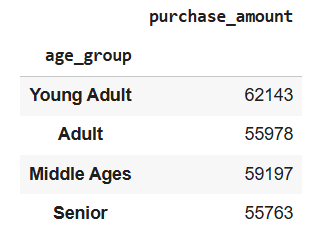 purchase_amount
age_group
Young Adult 62143
Adult 55978
Middle Ages 59197
Senior 55763